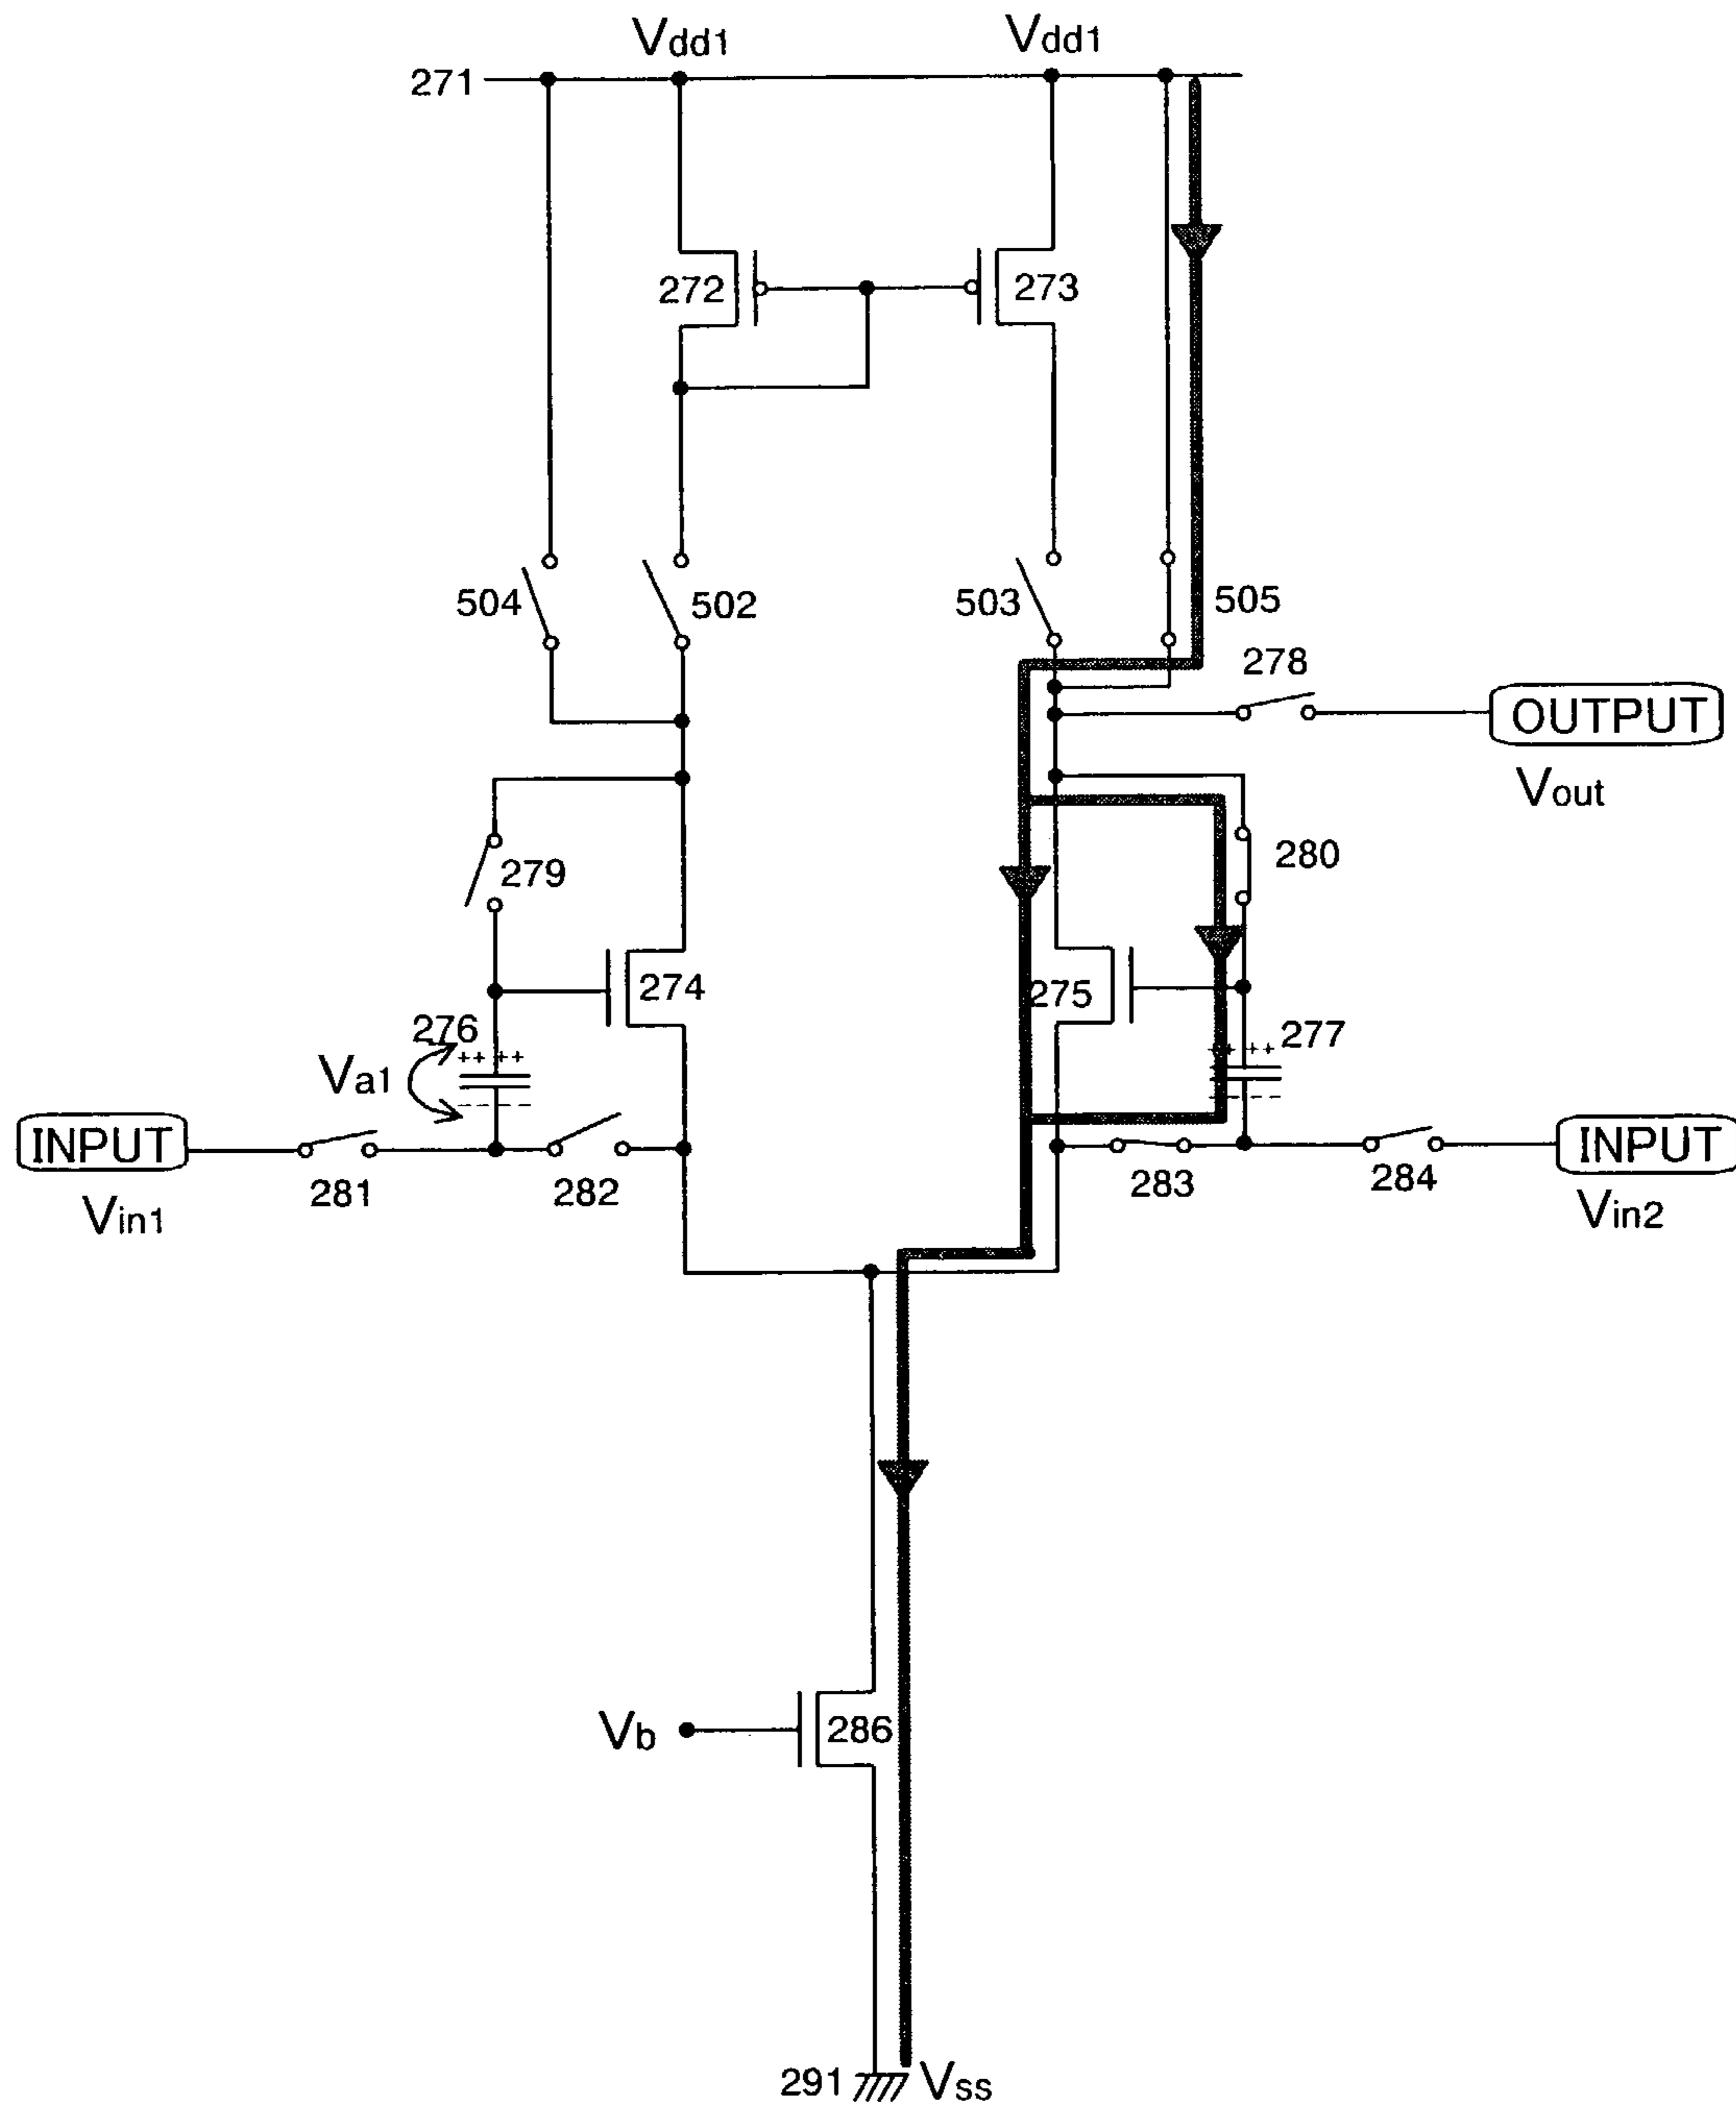 Vdd1
Vdd1
271
272
273
504
502
503
505
278
OUTPUT
Vout
279
280
274
275
276
++ ++
Va1
277
++ ++
INPUT
281
282
283
284
INPUT
Vin1
Vin2
Vb
286
291
Vss